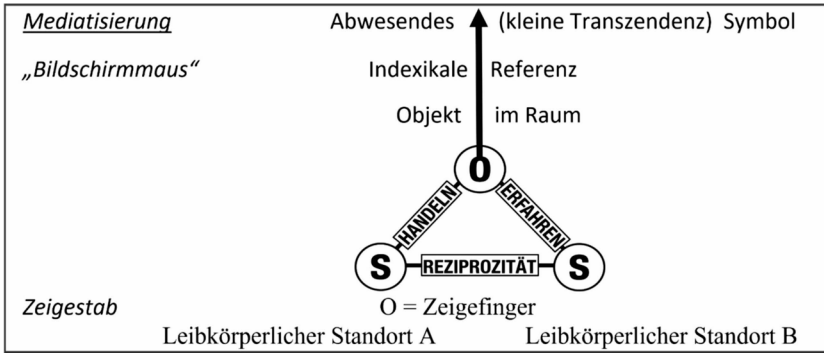 Mediatisierung Abwesendes (kleine Transzendenz) Symbol
„Bildschirmmaus“ Indexikale Referenz
Objekt im Raum
O
HANDELN ERFAHREN
S REZIPROZITÄT S
Zeigestab O = Zeigefinger
Leibkörperlicher Standort A Leibkörperlicher Standort B